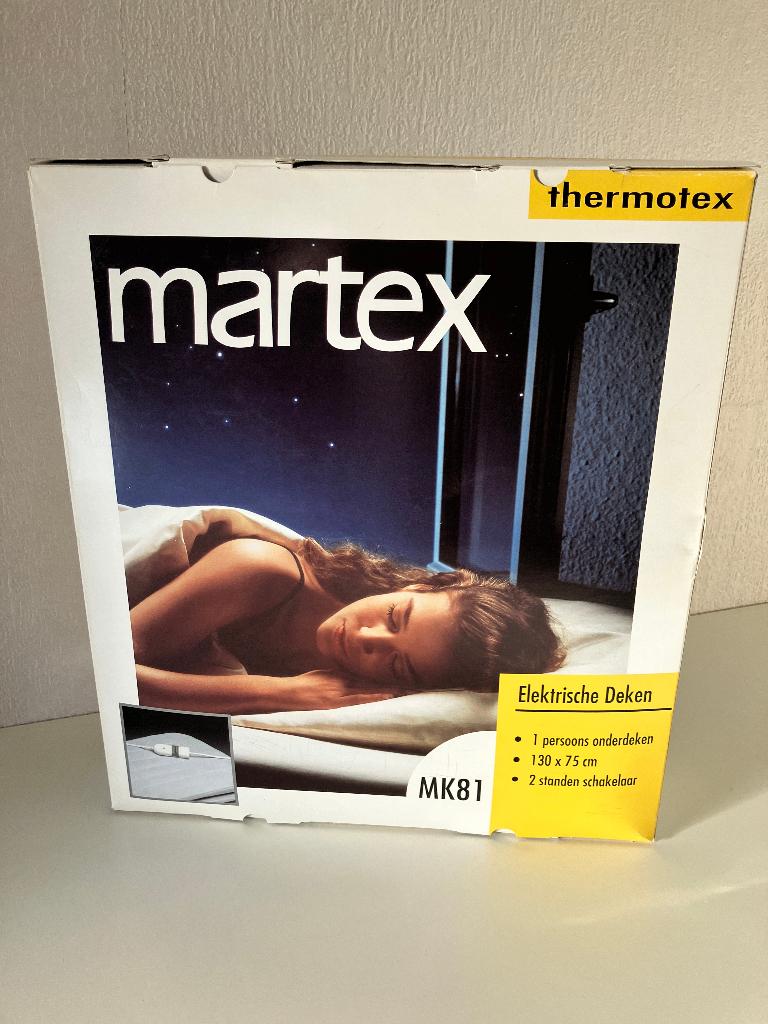 thermotex
martex
Elektrische Deken
• 1 persoons onderdeken
• 130 x 75 cm
• 2 standen schakelaar
MK81